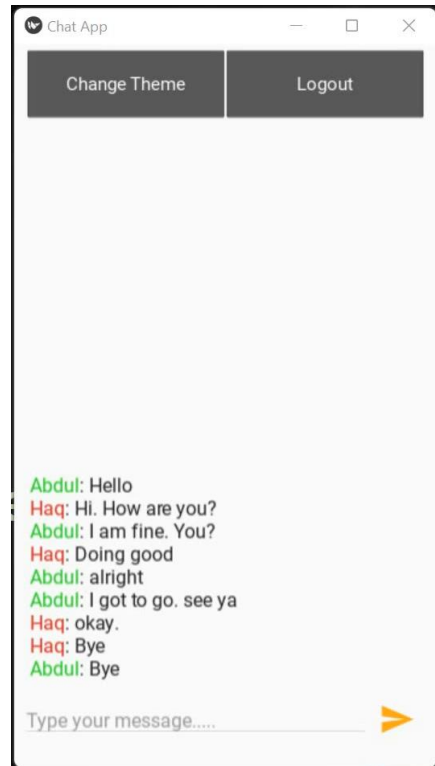 Chat App
Change Theme Logout
Abdul: Hello
Haq: Hi. How are you?
Abdul: I am fine. You?
Haq: Doing good
Abdul: alright
Abdul: I got to go. see ya
Haq: okay.
Haq: Bye
Abdul: Bye
Type your message.....